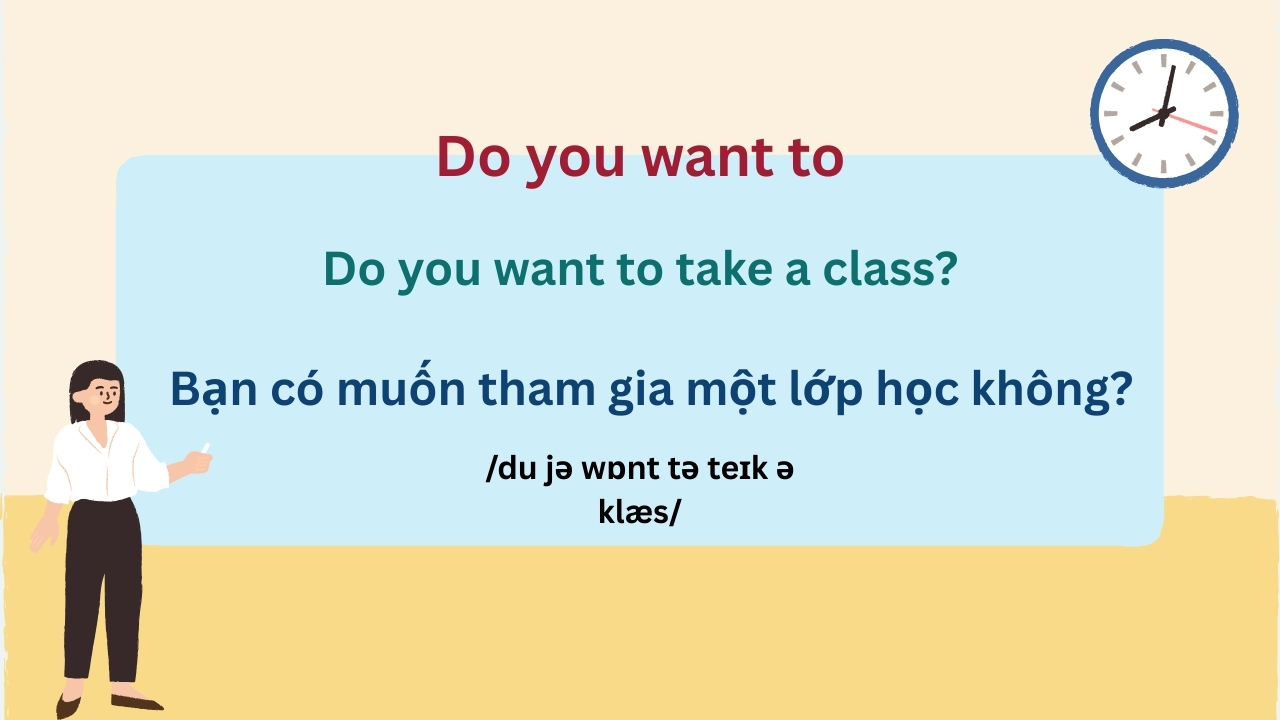 Do you want to
Do you want to take a class?
Bạn có muốn tham gia một lớp học không?
/du jə wɒnt tə teɪk ə
klæs/